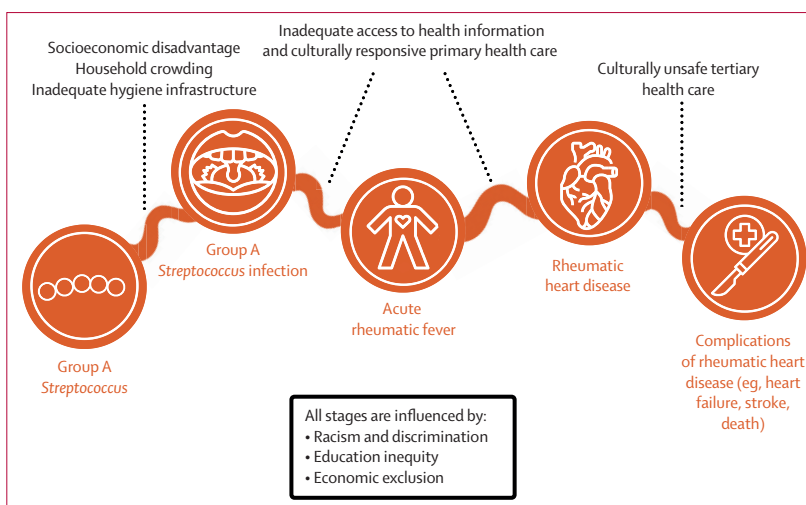 Socioeconomic disadvantage
Household crowding
Inadequate hygiene infrastructure
Inadequate access to health information
and culturally responsive primary health care
Culturally unsafe tertiary
health care
Group A
Streptococcus
Group A
Streptococcus infection
Acute
rheumatic fever
Rheumatic
heart disease
Complications
of rheumatic heart
disease (eg, heart
failure, stroke,
death)
All stages are influenced by:
• Racism and discrimination
• Education inequity
• Economic exclusion